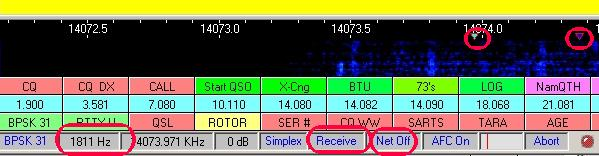 14072.5 14073.0 14073.5 14074.0
CQ CQ DX CALL Start QSO X-Cng BTU 73's LOG NamQTH
1.900 3.581 7.080 10.110 14.080 14.082 14.090 18.068 21.081
BPSK 31 RTTY U QSL ROTOR SER # CQ WW SARTS TARA AGE
BPSK 31 1811 Hz 4073.971 KHz 0 dB Simplex Receive Net Off AFC On Abort